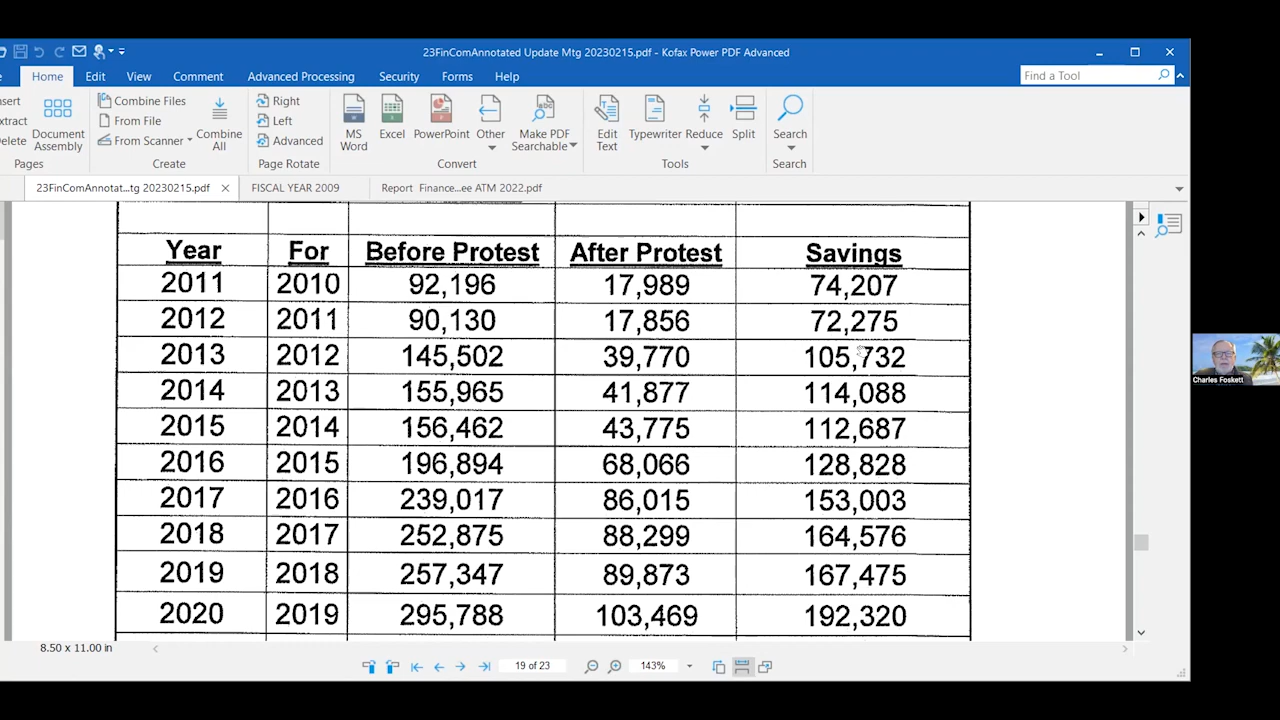 23FinComAnnotated Update Mtg 20230215.pdf - Kofax Power PDF Advanced
Home Edit View Comment Advanced Processing Security Forms Help
Find a Tool
Document Assembly
Pages
Combine Files
From File
From Scanner
Combine All
Create
Right
Left
Advanced
Page Rotate
MS Word
Excel
PowerPoint
Other
Make PDF Searchable
Convert
Edit Text
Typewriter
Reduce
Split
Tools
Search
Search
23FinComAnnotat...tg 20230215.pdf
FISCAL YEAR 2009
Report Finance...ee ATM 2022.pdf
Year For Before Protest After Protest Savings
2011 2010 92,196 17,989 74,207
2012 2011 90,130 17,856 72,275
2013 2012 145,502 39,770 105,732
2014 2013 155,965 41,877 114,088
2015 2014 156,462 43,775 112,687
2016 2015 196,894 68,066 128,828
2017 2016 239,017 86,015 153,003
2018 2017 252,875 88,299 164,576
2019 2018 257,347 89,873 167,475
2020 2019 295,788 103,469 192,320
8.50 x 11.00 in
19 of 23
143%
Charles Foskett